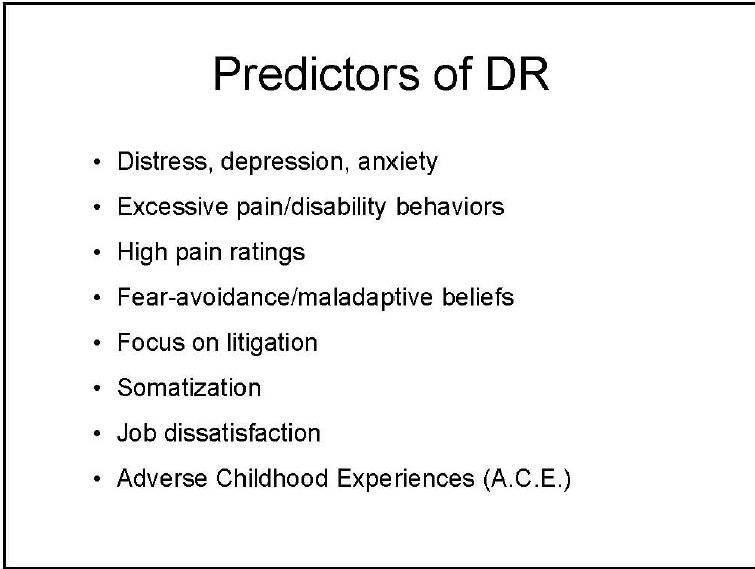 Predictors of DR
• Distress, depression, anxiety
• Excessive pain/disability behaviors
• High pain ratings
• Fear-avoidance/maladaptive beliefs
• Focus on litigation
• Somatization
• Job dissatisfaction
• Adverse Childhood Experiences (A.C.E.)